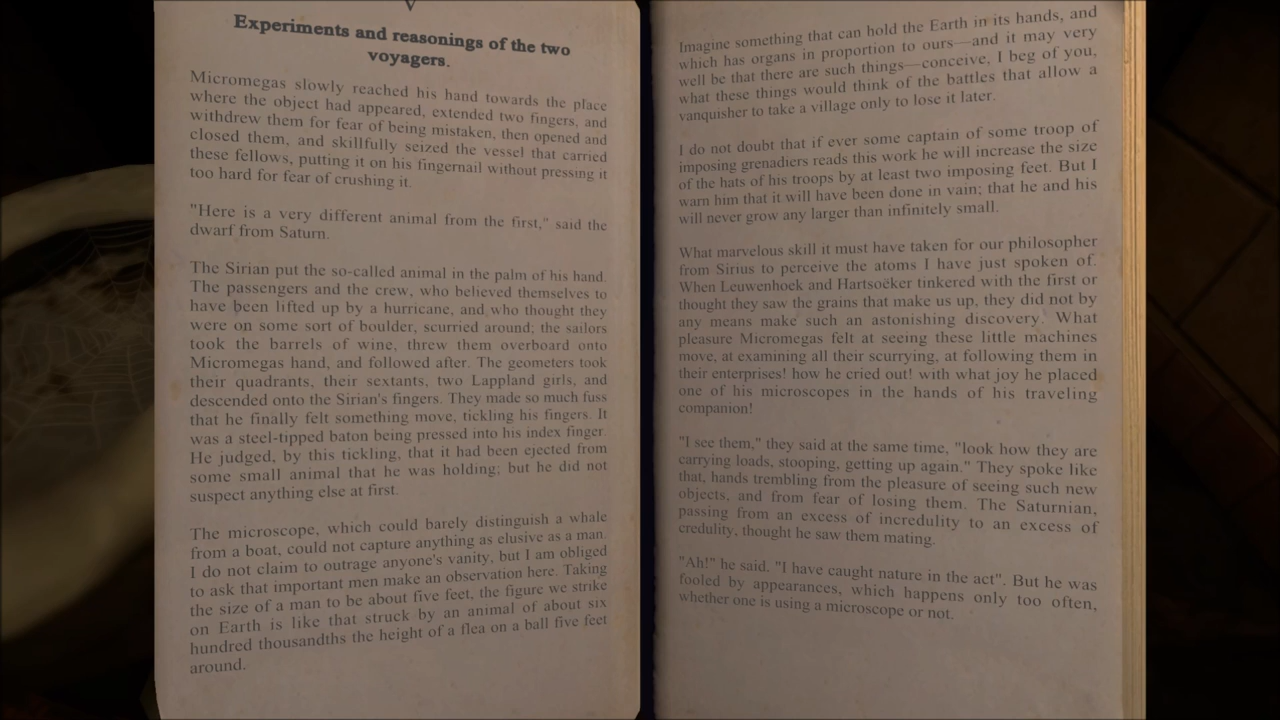 V
Experiments and reasonings of the two
voyagers.
Micromegas slowly reached his hand towards the place
where the object had appeared, extended two fingers, and
withdrew them for fear of being mistaken, then opened and
closed them, and skillfully seized the vessel that carried
these fellows, putting it on his fingernail without pressing it
too hard for fear of crushing it.
"Here is a very different animal from the first," said the
dwarf from Saturn.
The Sirian put the so-called animal in the palm of his hand.
The passengers and the crew, who believed themselves to
have been lifted up by a hurricane, and who thought they
were on some sort of boulder, scurried around; the sailors
took the barrels of wine, threw them overboard onto
Micromegas hand, and followed after. The geometers took
their quadrants, their sextants, two Lappland girls, and
descended onto the Sirian's fingers. They made so much fuss
that he finally felt something move, tickling his fingers. It
was a steel-tipped baton being pressed into his index finger.
He judged, by this tickling, that it had been ejected from
some small animal that he was holding; but he did not
suspect anything else at first.
The microscope, which could barely distinguish a whale
from a boat, could not capture anything as elusive as a man.
I do not claim to outrage anyone's vanity, but I am obliged
to ask that important men make an observation here. Taking
the size of a man to be about five feet, the figure we strike
on Earth is like that struck by an animal of about six
hundred thousandths the height of a flea on a ball five feet
around.
Imagine something that can hold the Earth in its hands, and
which has organs in proportion to ours—and it may very
well be that there are such things—conceive, I beg of you,
what these things would think of the battles that allow a
vanquisher to take a village only to lose it later.
I do not doubt that if ever some captain of some troop of
imposing grenadiers reads this work he will increase the size
of the hats of his troops by at least two imposing feet. But I
warn him that it will have been done in vain; that he and his
will never grow any larger than infinitely small.
What marvelous skill it must have taken for our philosopher
from Sirius to perceive the atoms I have just spoken of.
When Leuwenhoek and Hartsoëker tinkered with the first or
thought they saw the grains that make us up, they did not by
any means make such an astonishing discovery. What
pleasure Micromegas felt at seeing these little machines
move, at examining all their scurrying, at following them in
their enterprises! how he cried out! with what joy he placed
one of his microscopes in the hands of his traveling
companion!
"I see them," they said at the same time, "look how they are
carrying loads, stooping, getting up again." They spoke like
that, hands trembling from the pleasure of seeing such new
objects, and from fear of losing them. The Saturnian,
passing from an excess of incredulity to an excess of
credulity, thought he saw them mating.
"Ah!" he said. "I have caught nature in the act". But he was
fooled by appearances, which happens only too often,
whether one is using a microscope or not.